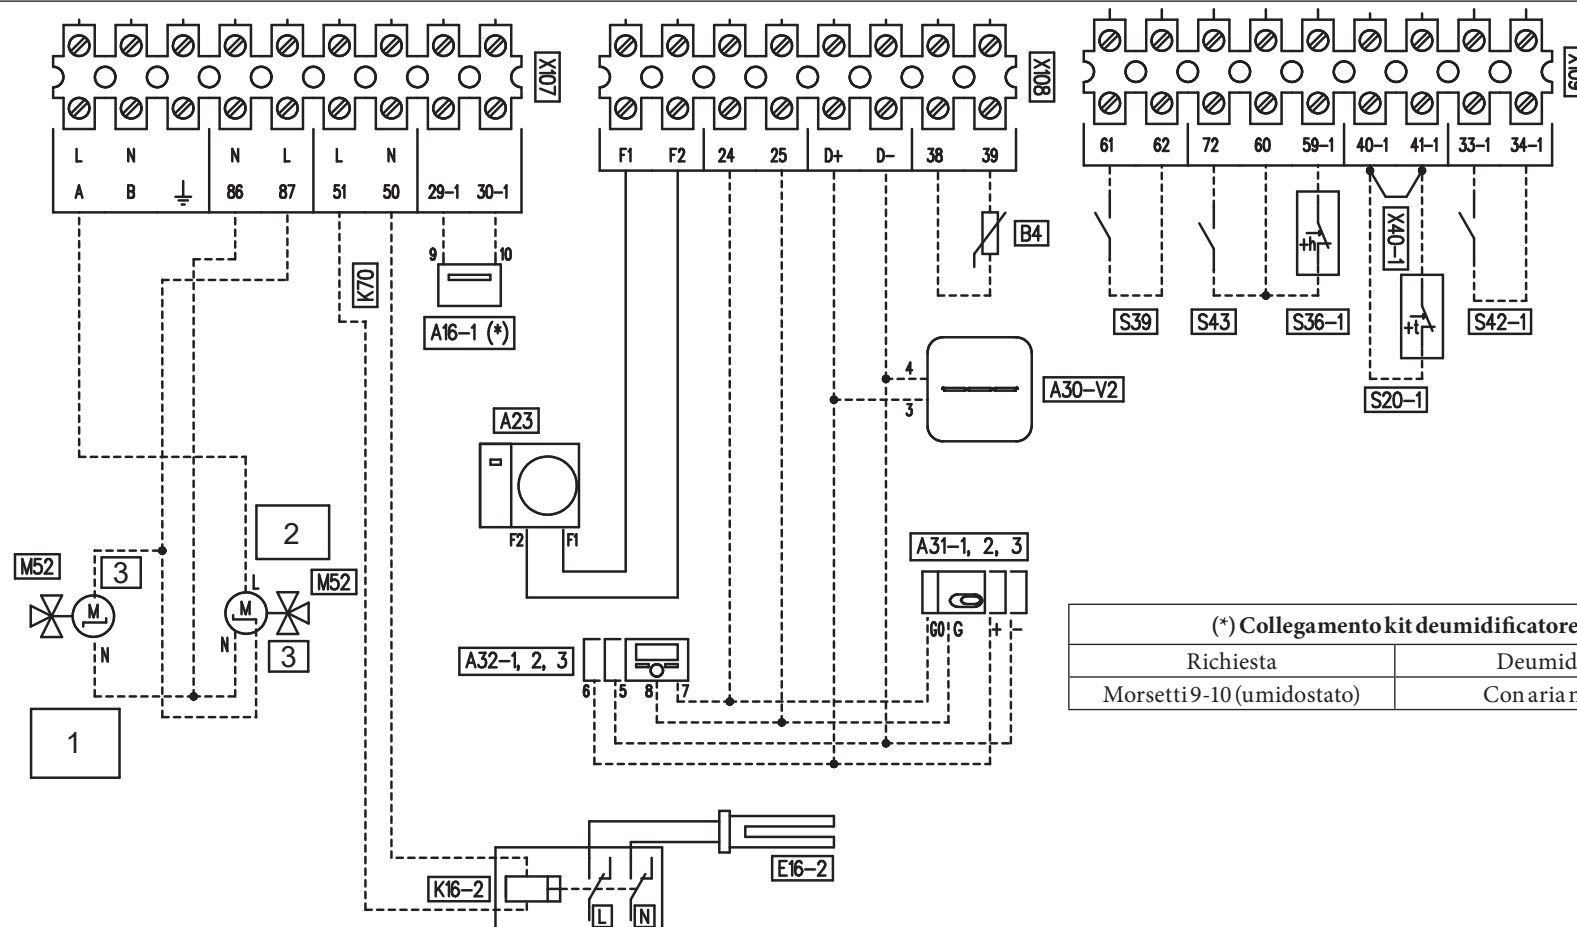 X107
X108
X109
L N N L L N
A B 86 87 51 50 29-1 30-1
F1 F2 24 25 D+ D- 38 39
61 62 72 60 59-1 40-1 41-1 33-1 34-1
9 10
K70
A16-1 (*)
B4
+h
X40-1
+t
S39
S43
S36-1
S42-1
S20-1
4
3
A30-V2
A23
F2 F1
2
M52
3
M
N
L
M
M52
N
3
1
A31-1, 2, 3
G0 G + -
A32-1, 2, 3
6 5 8 7
(*) Collegamento kit deumidificatore
Richiesta Deumid
Morsetti 9-10 (umidostato) Con aria n
E16-2
K16-2
L N